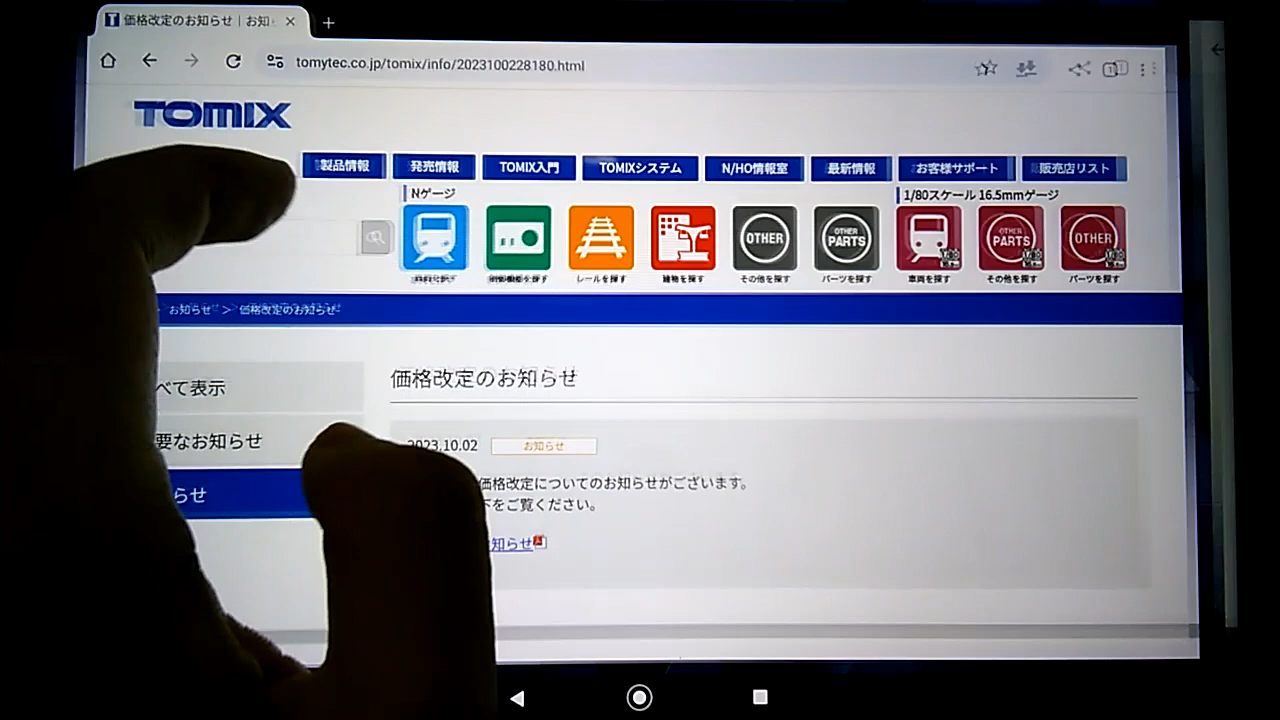 価格改定のお知らせ｜お知
tomytec.co.jp/tomix/info/2023100228180.html
TOMIX
製品情報
発売情報
TOMIX入門
TOMIXシステム
N/HO情報室
最新情報
お客様サポート
販売店リスト
Nゲージ
1/80スケール 16.5mmゲージ
OTHER
OTHER PARTS
OTHER PARTS
OTHER
レールを探す
建物を探す
その他を探す
パーツを探す
車両を探す
その他を探す
パーツを探す
お知らせ > 価格改定のお知らせ
べて表示
要なお知らせ
らせ
価格改定のお知らせ
2023.10.02
お知らせ
価格改定についてのお知らせがございます。
下をご覧ください。
知らせ